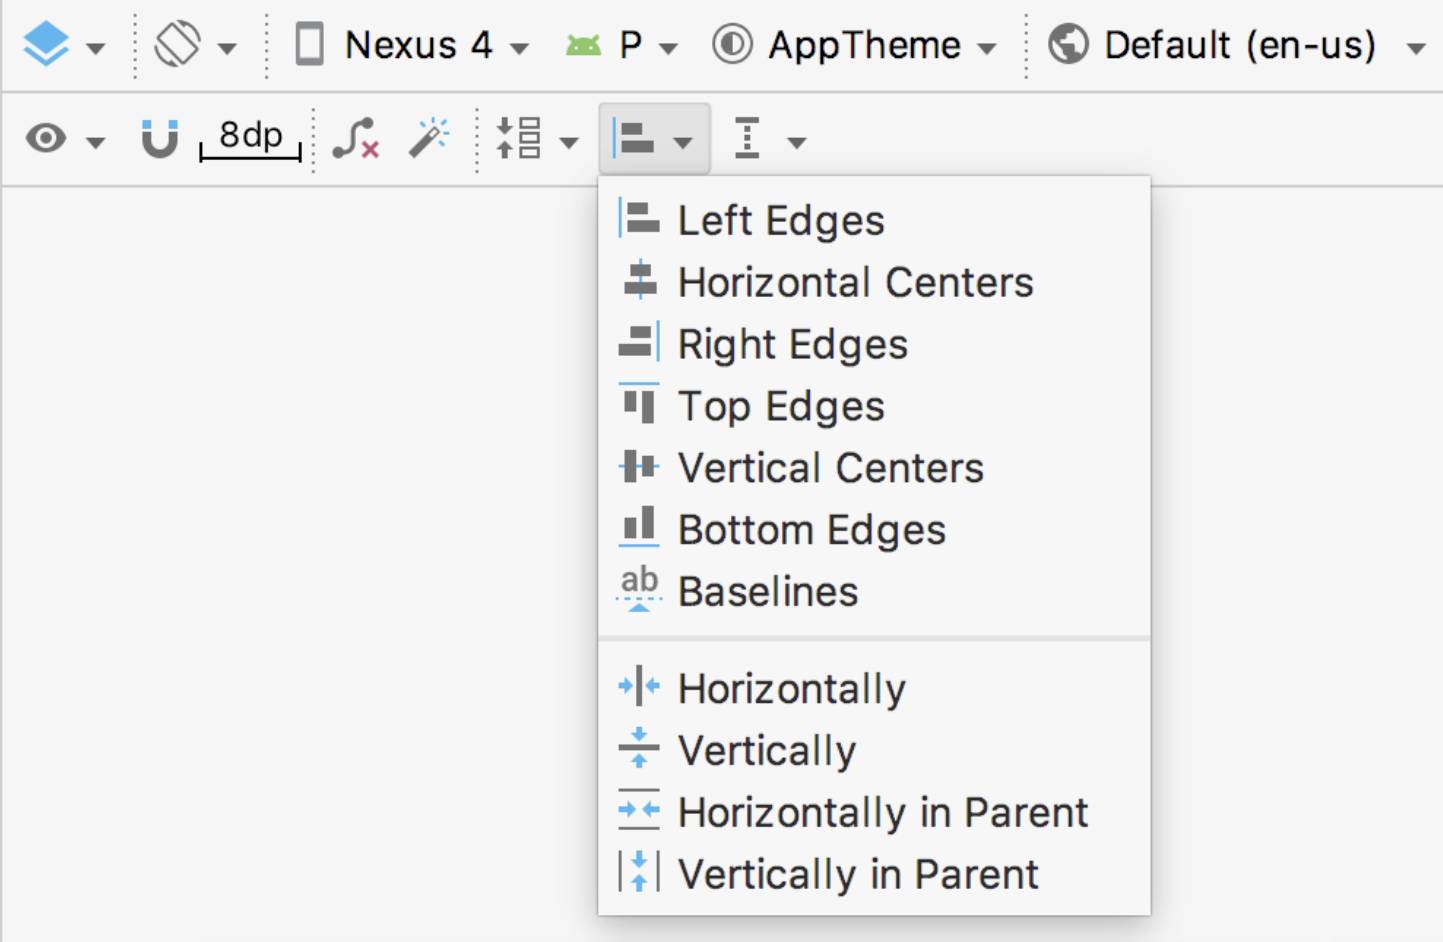 Nexus 4 P AppTheme Default (en-us)
8dp
Left Edges
Horizontal Centers
Right Edges
Top Edges
Vertical Centers
Bottom Edges
ab Baselines
Horizontally
Vertically
Horizontally in Parent
Vertically in Parent